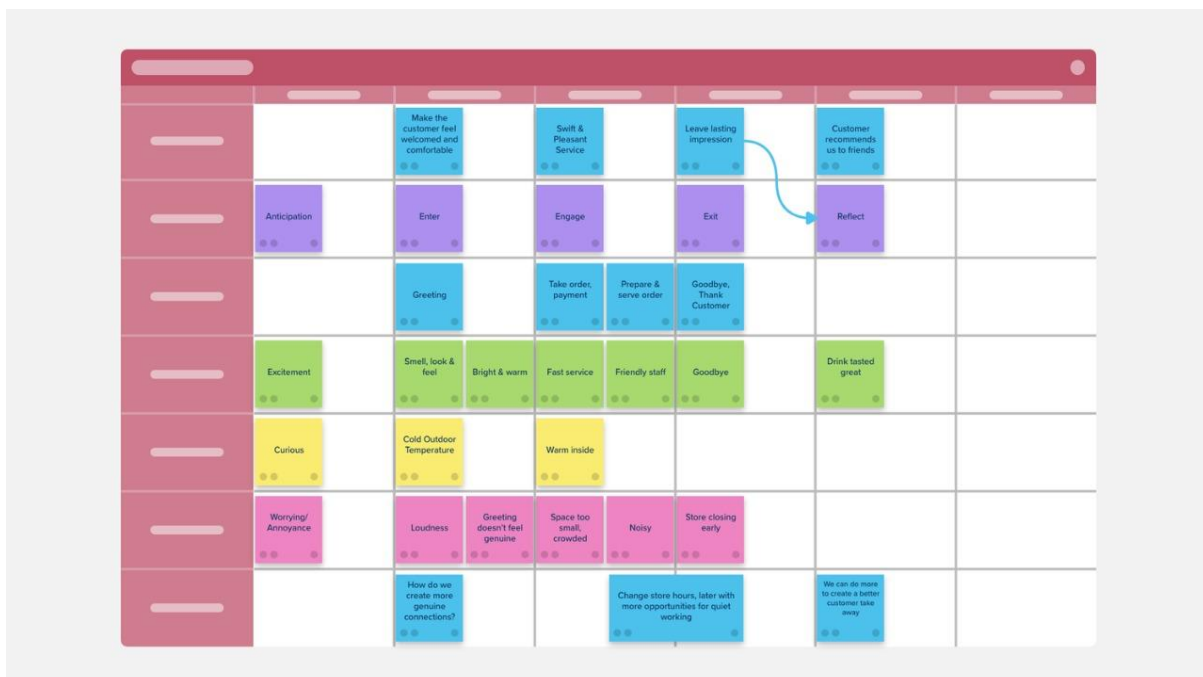 Make the
customer feel
welcomed and
comfortable
Swift &
Pleasant
Service
Leave lasting
impression
Customer
recommends
us to friends
Anticipation
Enter
Engage
Exit
Reflect
Greeting
Take order,
payment
Prepare &
serve order
Goodbye,
Thank
Customer
Excitement
Smell, look &
feel
Bright & warm
Fast service
Friendly staff
Goodbye
Drink tasted
great
Curious
Cold Outdoor
Temperature
Warm inside
Worrying/
Annoyance
Loudness
Greeting
doesn't feel
genuine
Space too
small,
crowded
Noisy
Store closing
early
How do we
create more
genuine
connections?
Change store hours, later with
more opportunities for quiet
working
We can do more
to create a better
customer take
away